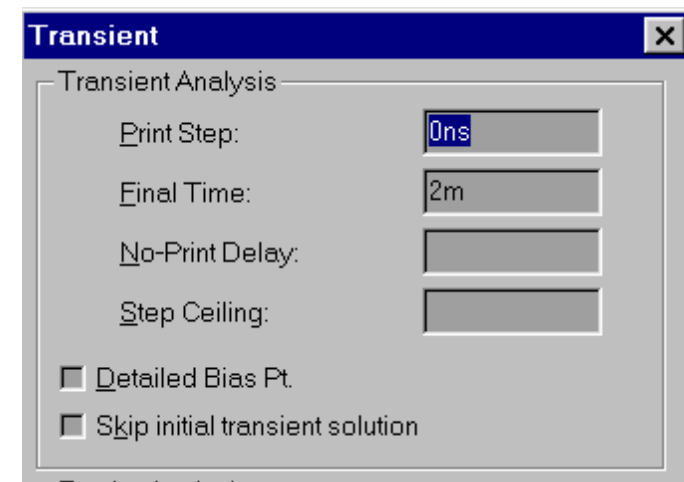 Transient
Transient Analysis
Print Step: 0ns
Final Time: 2m
No-Print Delay:
Step Ceiling:
Detailed Bias Pt.
Skip initial transient solution